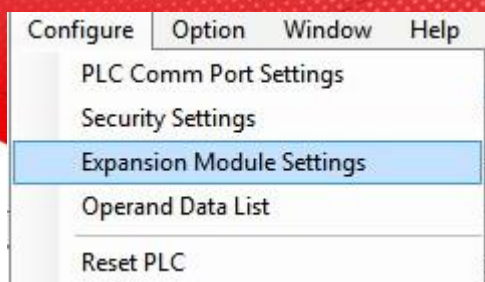 Configure Option Window Help
PLC Comm Port Settings
Security Settings
Expansion Module Settings
Operand Data List
Reset PLC